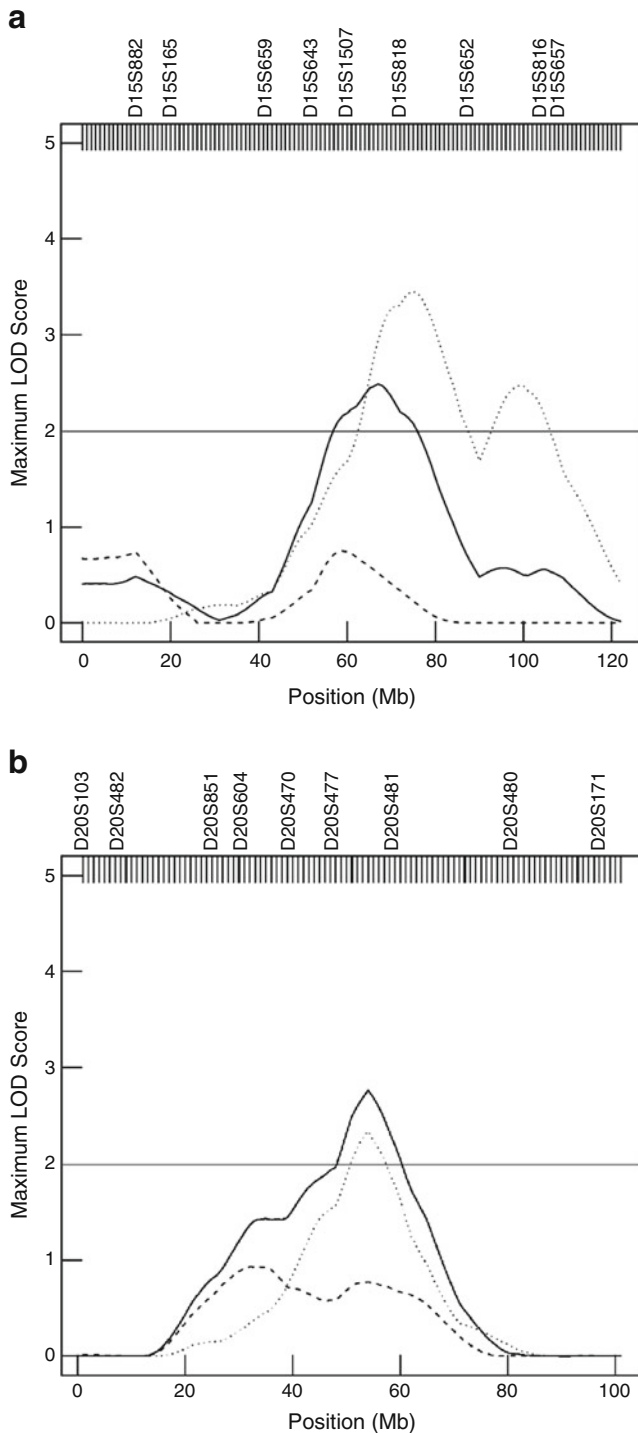 a
D15S882
D15S165
D15S659
D15S643
D15S1507
D15S818
D15S652
D15S816
D15S657
5
4
3
2
1
0
Maximum LOD Score
0 20 40 60 80 100 120
Position (Mb)
b
D20S103
D20S482
D20S851
D20S604
D20S470
D20S477
D20S481
D20S480
D20S171
5
4
3
2
1
0
Maximum LOD Score
0 20 40 60 80 100
Position (Mb)